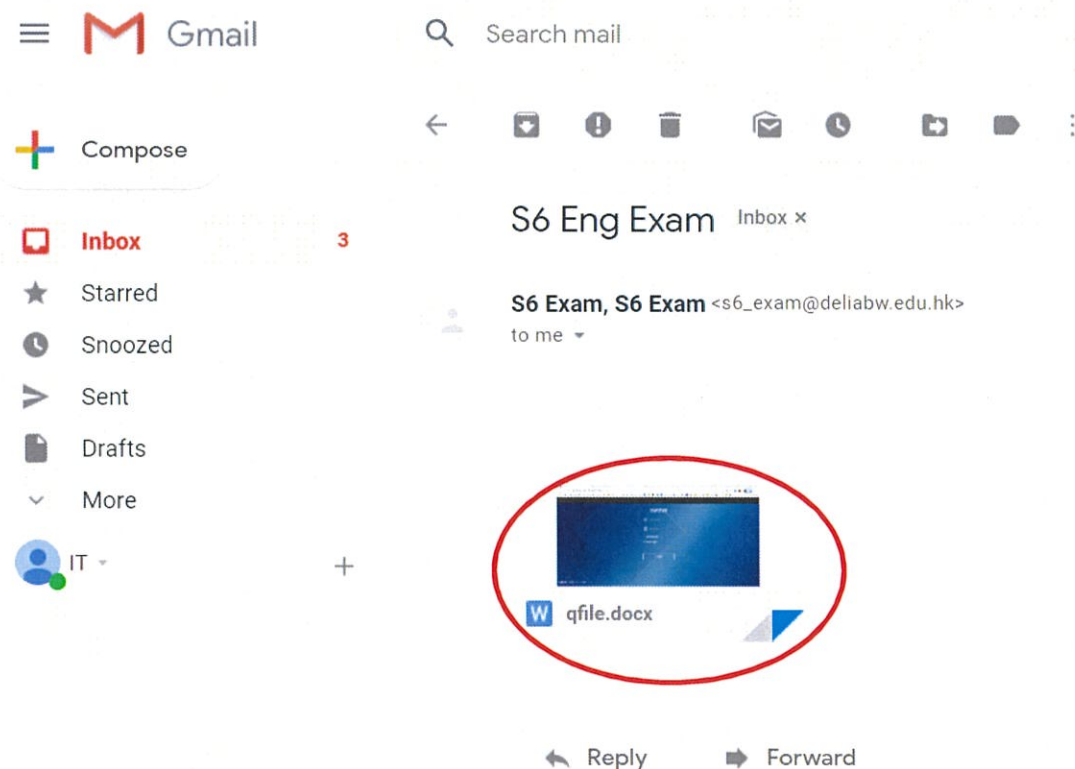 Gmail
Search mail
Compose
S6 Eng Exam Inbox ×
Inbox 3
Starred
Snoozed
Sent
Drafts
More
IT
S6 Exam, S6 Exam <s6_exam@deliabw.edu.hk>
to me
W qfile.docx
Reply Forward